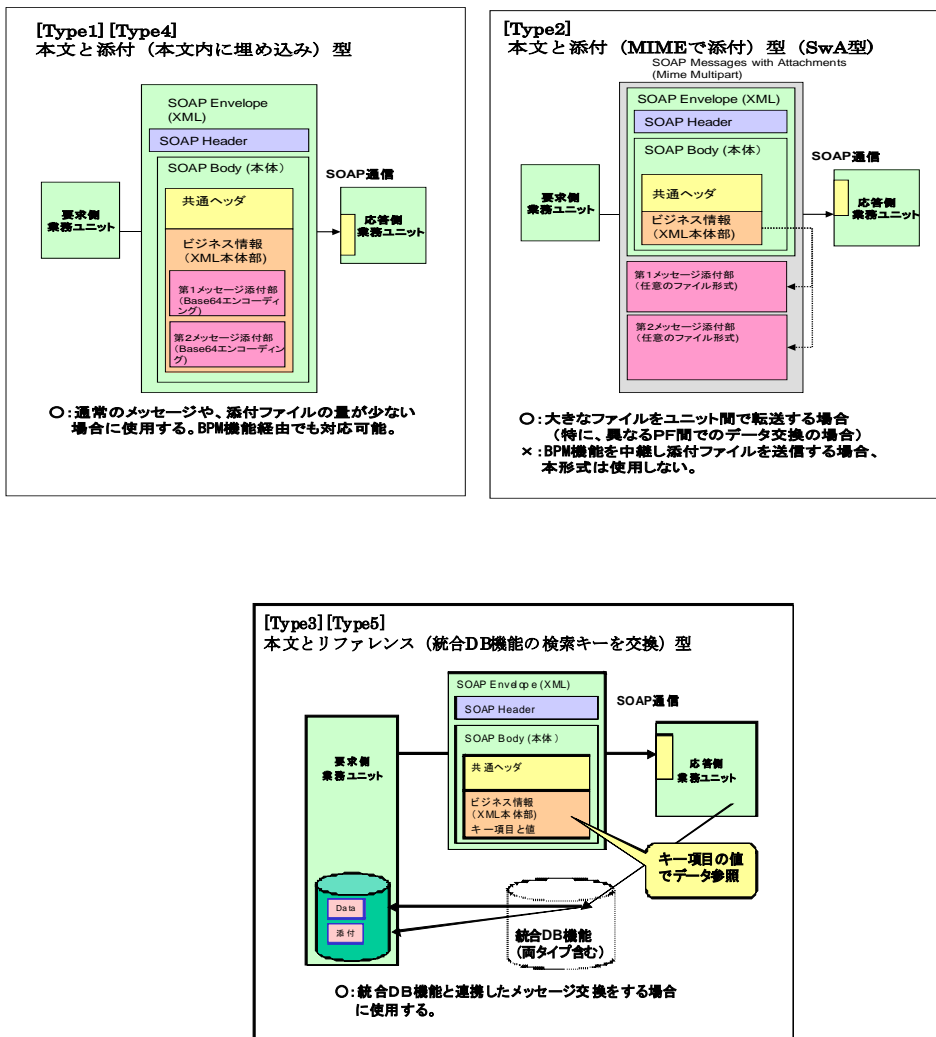 [Type1] [Type4]
本文と添付（本文内に埋め込み）型
SOAP Envelope
(XML)
SOAP Header
SOAP Body (本体）
共通ヘッダ
ビジネス情報
（XML本体部)
第1メッセージ添付部
（Base64エンコーディ
ング)
第2メッセージ添付部
（Base64エンコーディン
グ)
要求側
業務ユニット
SOAP通信
応答側
業務ユニット
○：通常のメッセージや、添付ファイルの量が少ない
場合に使用する。BPM機能経由でも対応可能。
[Type2]
本文と添付（MIMEで添付）型（SwA型）
SOAP Messages with Attachments
(Mime Multipart)
SOAP Envelope (XML)
SOAP Header
SOAP Body (本体）
共通ヘッダ
ビジネス情報
（XML本体部)
第1メッセージ添付部
（任意のファイル形式)
第2メッセージ添付部
（任意のファイル形式)
要求側
業務ユニット
SOAP通信
応答側
業務ユニット
○：大きなファイルをユニット間で転送する場合
（特に、異なるPF間でのデータ交換の場合）
×：BPM機能を中継し添付ファイルを送信する場合、
本形式は使用しない。
[Type3] [Type5]
本文とリファレンス（統合DB機能の検索キーを交換）型
SOAP Envelope (XML)
SOAP Header
SOAP Body (本体）
共通ヘッダ
ビジネス情報
（XML本体部)
キー項目と値
要求側
業務ユニット
SOAP通信
応答側
業務ユニット
キー項目の値
でデータ参照
Data
添付
統合DB機能
（両タイプ含む）
○：統合DB機能と連携したメッセージ交換をする場合
に使用する。